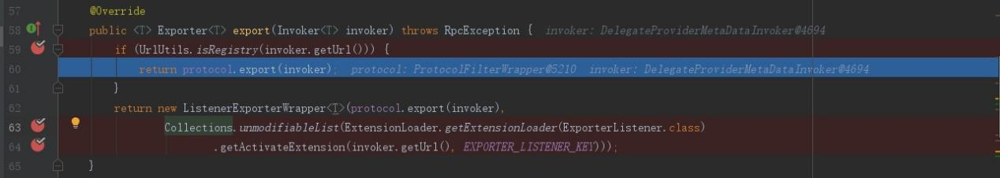 57 @Override
58 public <T> Exporter<T> export(Invoker<T> invoker) throws RpcException { invoker: DelegateProviderMetaDataInvoker@4694
59 if (UrlUtils.isRegistry(invoker.getUrl())) {
60 return protocol.export(invoker); protocol: ProtocolFilterWrapper@5210 invoker: DelegateProviderMetaDataInvoker@4694
61 }
62 return new ListenerExporterWrapper<T>(protocol.export(invoker),
63 Collections.unmodifiableList(ExtensionLoader.getExtensionLoader(ExporterListener.class)
64 .getActivateExtension(invoker.getUrl(), EXPORTER_LISTENER_KEY)));
65 }